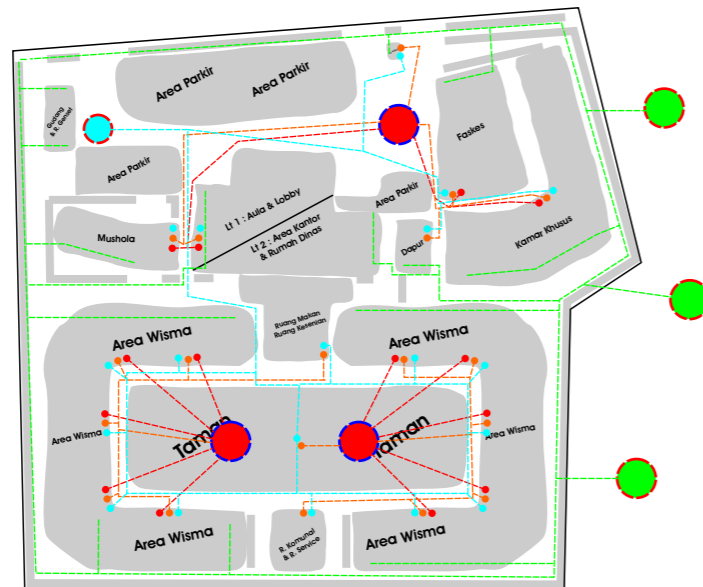 Area Parkir
Area Parkir
Gudang
& R. Genset
Faskes
Area Parkir
Area Parkir
Lt 1 : Aula & Lobby
Lt 2 : Area Kantor
& Rumah Dinas
Mushola
Dapur
Kamar Khusus
Ruang Makan
Ruang Kesenian
Area Wisma
Area Wisma
Taman
Taman
Area Wisma
Area Wisma
Area Wisma
R. Komunal
& R. Service
Area Wisma